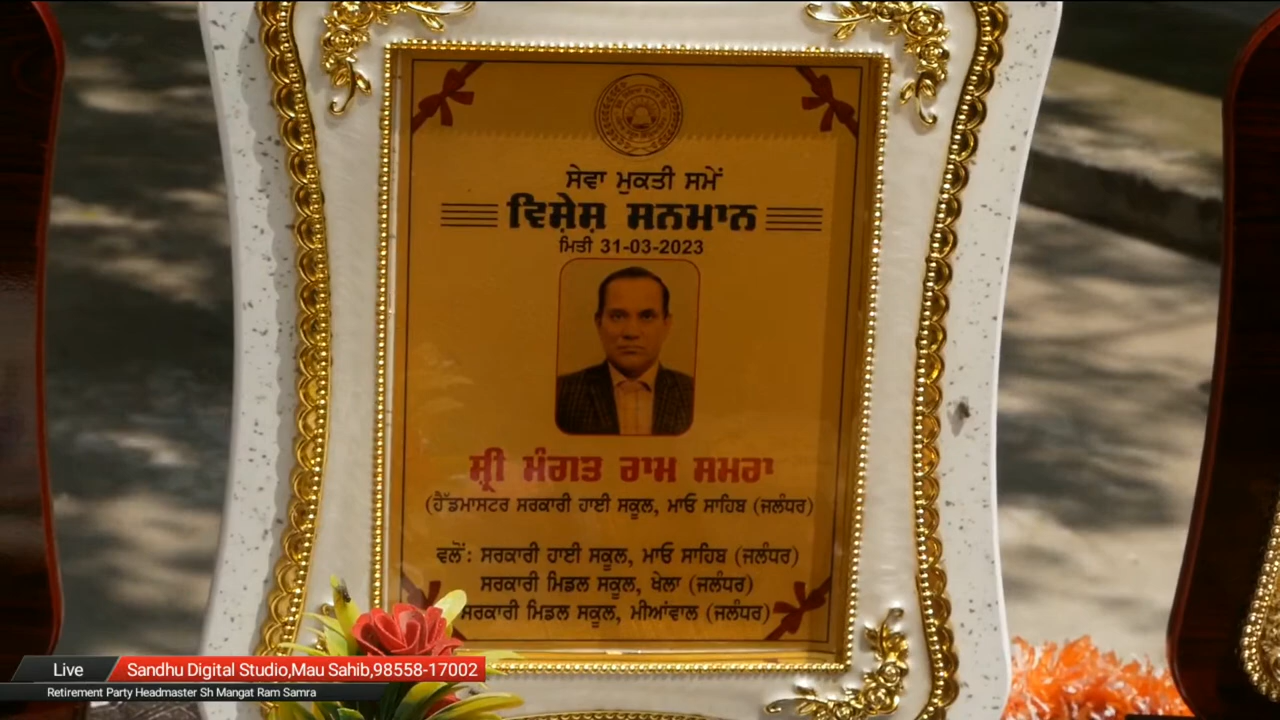 ਸੇਵਾ ਮੁਕਤੀ ਸਮੇਂ
ਵਿਸ਼ੇਸ਼ ਸਨਮਾਨ
ਮਿਤੀ 31-03-2023
ਸ਼੍ਰੀ ਮੰਗਤ ਰਾਮ ਸਮਰਾ
(ਹੈੱਡਮਾਸਟਰ ਸਰਕਾਰੀ ਹਾਈ ਸਕੂਲ, ਮਾਓ ਸਾਹਿਬ (ਜਲੰਧਰ)
ਵਲੋਂ: ਸਰਕਾਰੀ ਹਾਈ ਸਕੂਲ, ਮਾਓ ਸਾਹਿਬ (ਜਲੰਧਰ)
ਸਰਕਾਰੀ ਮਿਡਲ ਸਕੂਲ, ਖੇਲਾ (ਜਲੰਧਰ)
ਸਰਕਾਰੀ ਮਿਡਲ ਸਕੂਲ, ਮੀਆਂਵਾਲ (ਜਲੰਧਰ)
Live Sandhu Digital Studio,Mau Sahib,98558-17002
Retirement Party Headmaster Sh Mangat Ram Samra